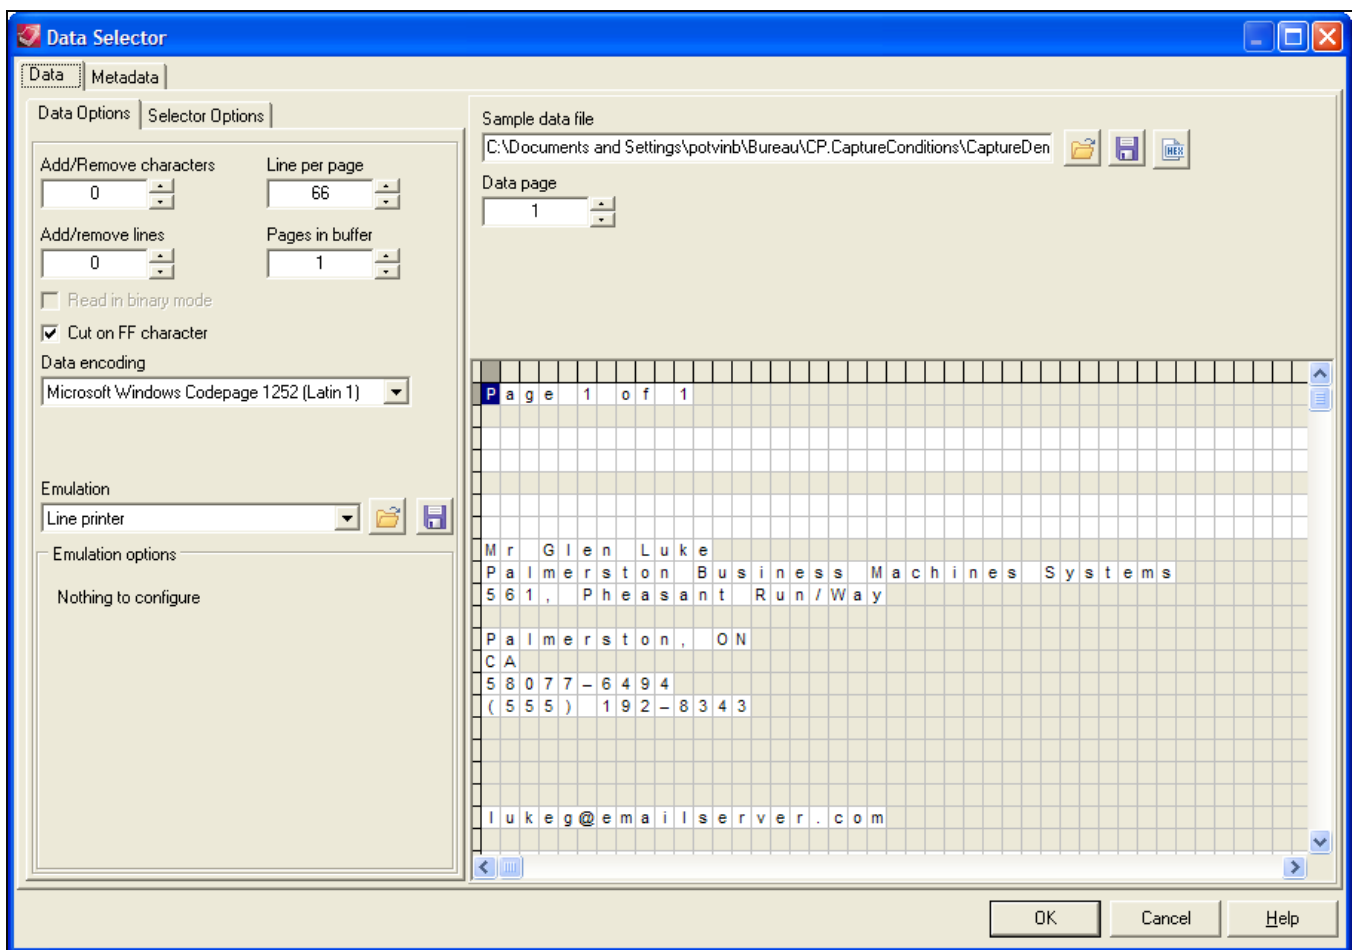 Data Selector
Data Metadata
Data Options Selector Options
Add/Remove characters Line per page
0 66
Add/remove lines Pages in buffer
0 1
Read in binary mode
Cut on FF character
Data encoding
Microsoft Windows Codepage 1252 (Latin 1)
Emulation
Line printer
Emulation options
Nothing to configure
Sample data file
C:\Documents and Settings\potvinb\Bureau\CP.CaptureConditions\CaptureDen
HEX
Data page
1
Page 1 of 1
Mr Glen Luke
Palmerston Business Machines Systems
561, Pheasant Run/Way
Palmerston, ON
CA
58077-6494
(555) 192-8343
lukeg@emailserver.com
OK Cancel Help